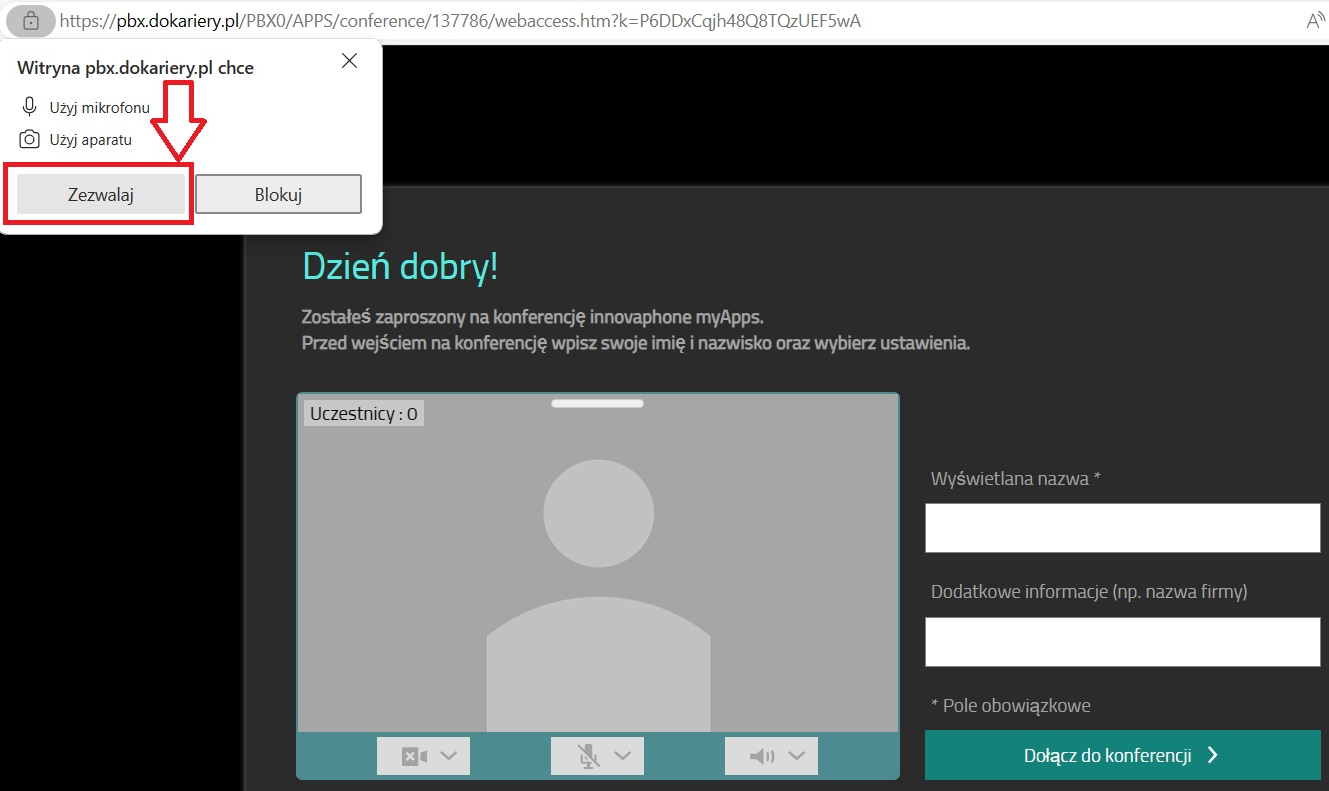 https://pbx.dokariery.pl/PBX0/APPS/conference/137786/webaccess.htm?k=P6DDxCqjh48Q8TQzUEF5wA
Witryna pbx.dokariery.pl chce
Użyj mikrofonu
Użyj aparatu
Zezwalaj
Blokuj
Dzień dobry!
Zostałeś zaproszony na konferencję innovaphone myApps.
Przed wejściem na konferencję wpisz swoje imię i nazwisko oraz wybierz ustawienia.
Uczestnicy : 0
Wyświetlana nazwa *
Dodatkowe informacje (np. nazwa firmy)
* Pole obowiązkowe
Dołącz do konferencji